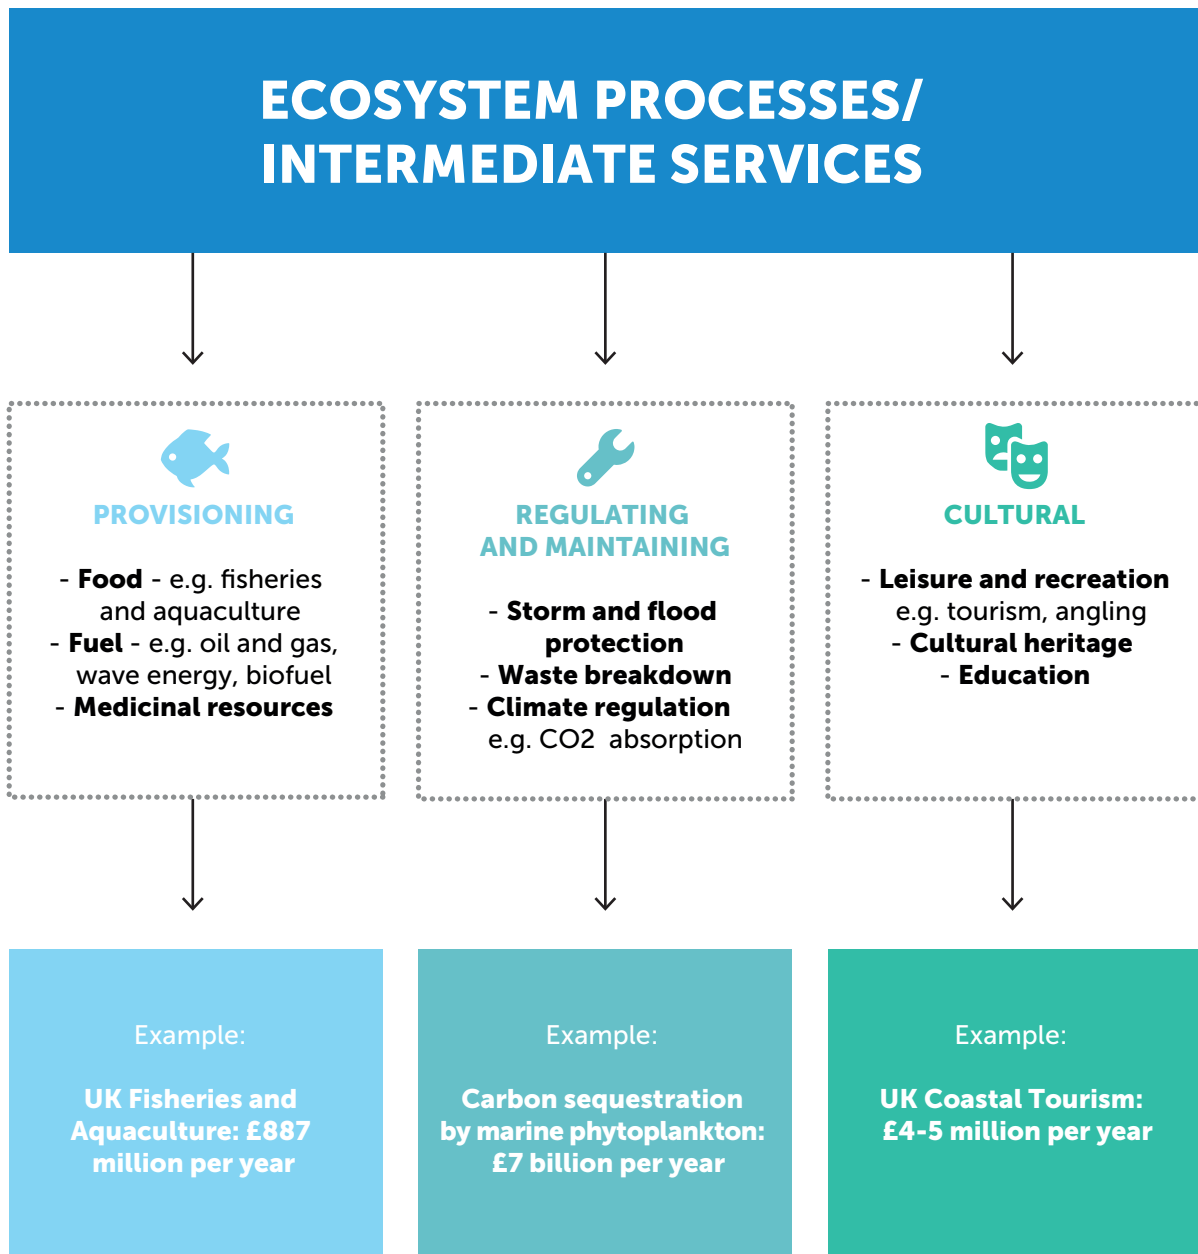 ECOSYSTEM PROCESSES/
INTERMEDIATE SERVICES
PROVISIONING
- Food - e.g. fisheries
and aquaculture
- Fuel - e.g. oil and gas,
wave energy, biofuel
- Medicinal resources
REGULATING
AND MAINTAINING
- Storm and flood
protection
- Waste breakdown
- Climate regulation
e.g. CO2  absorption
CULTURAL
- Leisure and recreation
e.g. tourism, angling
- Cultural heritage
- Education
Example:
UK Fisheries and
Aquaculture: £887
million per year
Example:
Carbon sequestration
by marine phytoplankton:
£7 billion per year
Example:
UK Coastal Tourism:
£4-5 million per year